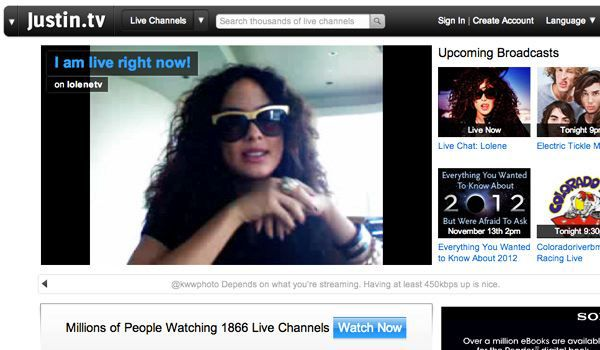 Justin.tv
Live Channels
Search thousands of live channels
Sign In | Create Account
Language
I am live right now!
on lolenetv
Upcoming Broadcasts
Live Now
Live Chat: Lolene
Tonight 9pm
Electric Tickle M
Everything You Wanted
To Know About
2012
But Were Afraid To Ask
November 13th 2pm
Everything You Wanted
to Know About 2012
COLORADO
Tonight 9:30
Coloradoriverbm
Racing Live
@kwwphoto Depends on what you're streaming. Having at least 450kbps up is nice.
Millions of People Watching 1866 Live Channels
Watch Now
SO
Over a million eBooks are available
for the Reader digital book